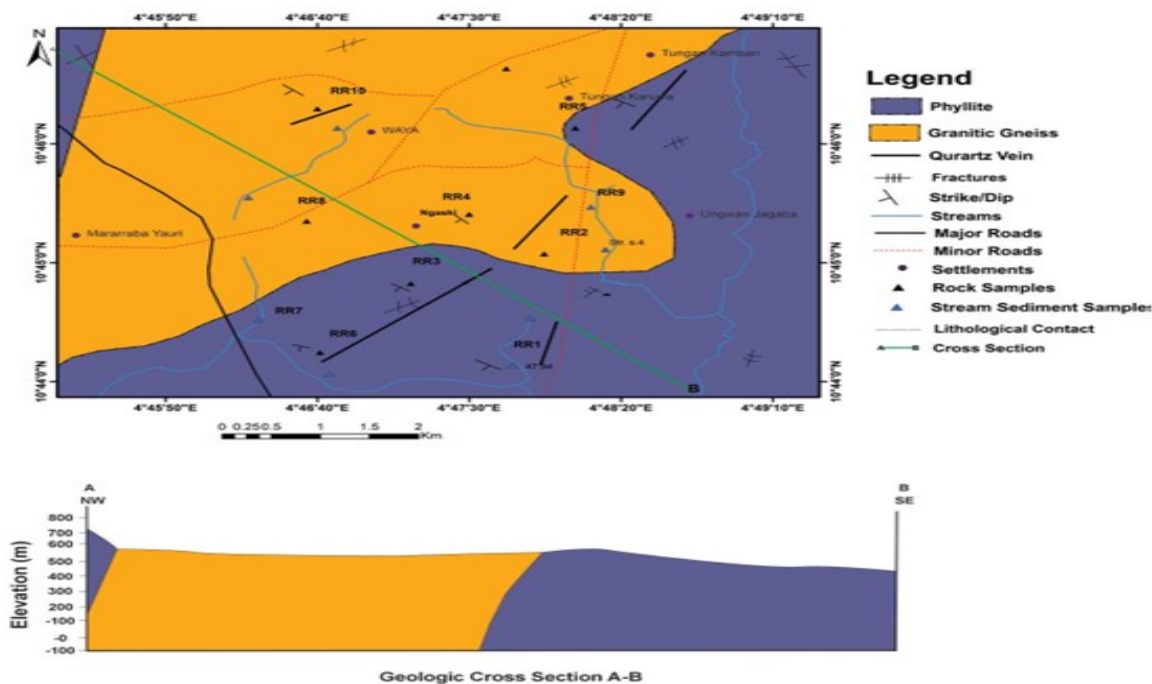 4°45'50"E 4°46'40"E 4°47'30"E 4°48'20"E 4°49'10"E
N
Tungan Kambari
RR10
RR5
WAYA
10°46'0"N
10°46'0"N
RR8
RR4
RR9
Ngaski
Ungwan Jagaba
Mararraba Yauri
RR2
Str. s.4
10°45'0"N
10°45'0"N
RR3
RR7
RR6
RR1
B
10°44'0"N
10°44'0"N
4°45'50"E 4°46'40"E 4°47'30"E 4°48'20"E 4°49'10"E
0 0.25 0.5 1 1.5 2
Km
Legend
Phyllite
Granitic Gneiss
Qurartz Vein
Fractures
Strike/Dip
Streams
Major Roads
Minor Roads
Settlements
Rock Samples
Stream Sediment Samples
Lithological Contact
Cross Section
A
NW
B
SE
Elevation (m)
800
700
600
500
400
300
200
-100
-0
-100
Geologic Cross Section A-B